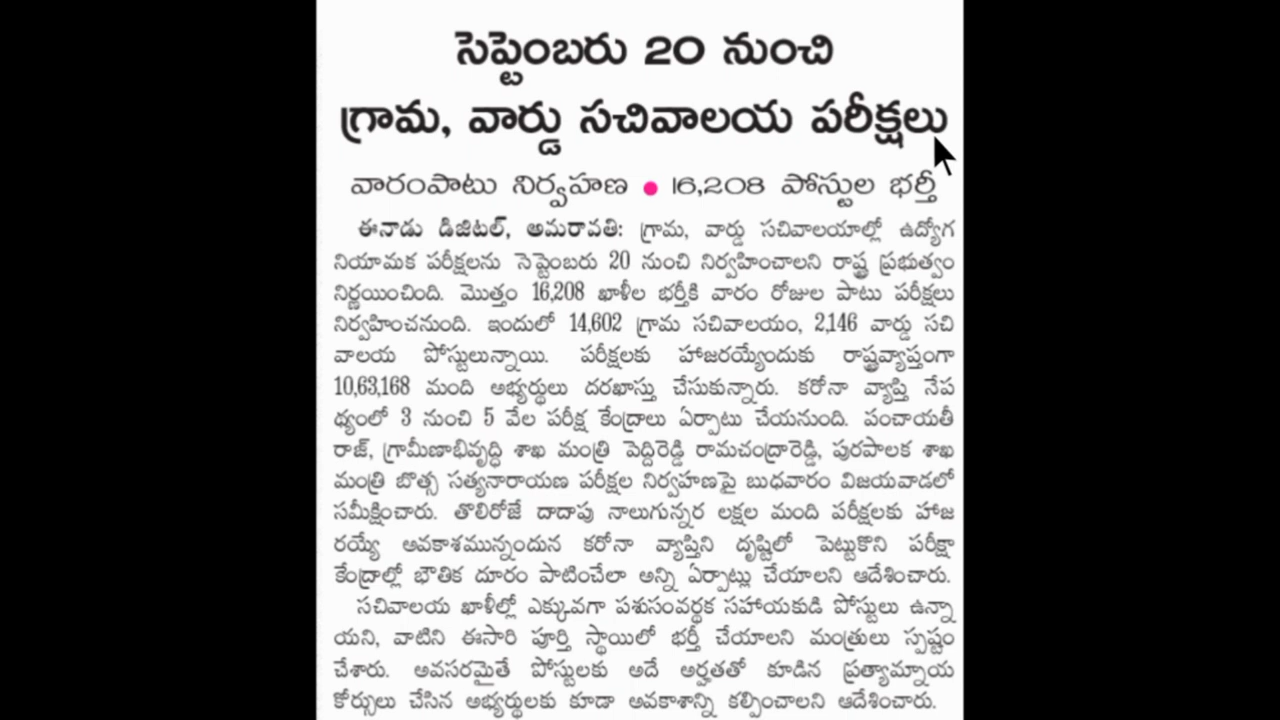 సెప్టెంబరు 20 నుంచి
గ్రామ, వార్డు సచివాలయ పరీక్షలు
వారంపాటు నిర్వహణ ● 16,208 పోస్టుల భర్తీ
ఈనాడు డిజిటల్, అమరావతి: గ్రామ, వార్డు సచివాలయాల్లో ఉద్యోగ
నియామక పరీక్షలను సెప్టెంబరు 20 నుంచి నిర్వహించాలని రాష్ట్ర ప్రభుత్వం
నిర్ణయించింది. మొత్తం 16,208 ఖాళీల భర్తీకి వారం రోజుల పాటు పరీక్షలు
నిర్వహించనుంది. ఇందులో 14,602 గ్రామ సచివాలయం, 2,146 వార్డు సచి
వాలయ పోస్టులున్నాయి. పరీక్షలకు హాజరయ్యేందుకు రాష్ట్రవ్యాప్తంగా
10,63,168 మంది అభ్యర్థులు దరఖాస్తు చేసుకున్నారు. కరోనా వ్యాప్తి నేప
థ్యంలో 3 నుంచి 5 వేల పరీక్ష కేంద్రాలు ఏర్పాటు చేయనుంది. పంచాయతీ
రాజ్, గ్రామీణాభివృద్ధి శాఖ మంత్రి పెద్దిరెడ్డి రామచంద్రారెడ్డి, పురపాలక శాఖ
మంత్రి బొత్స సత్యనారాయణ పరీక్షల నిర్వహణపై బుధవారం విజయవాడలో
సమీక్షించారు. తొలిరోజే దాదాపు నాలుగున్నర లక్షల మంది పరీక్షలకు హాజ
రయ్యే అవకాశమున్నందున కరోనా వ్యాప్తిని దృష్టిలో పెట్టుకొని పరీక్షా
కేంద్రాల్లో భౌతిక దూరం పాటించేలా అన్ని ఏర్పాట్లు చేయాలని ఆదేశించారు.
సచివాలయ ఖాళీల్లో ఎక్కువగా పశుసంవర్థక సహాయకుడి పోస్టులు ఉన్నా
యని, వాటిని ఈసారి పూర్తి స్థాయిలో భర్తీ చేయాలని మంత్రులు స్పష్టం
చేశారు. అవసరమైతే పోస్టులకు అదే అర్హతతో కూడిన ప్రత్యామ్నాయ
కోర్సులు చేసిన అభ్యర్థులకు కూడా అవకాశాన్ని కల్పించాలని ఆదేశించారు.